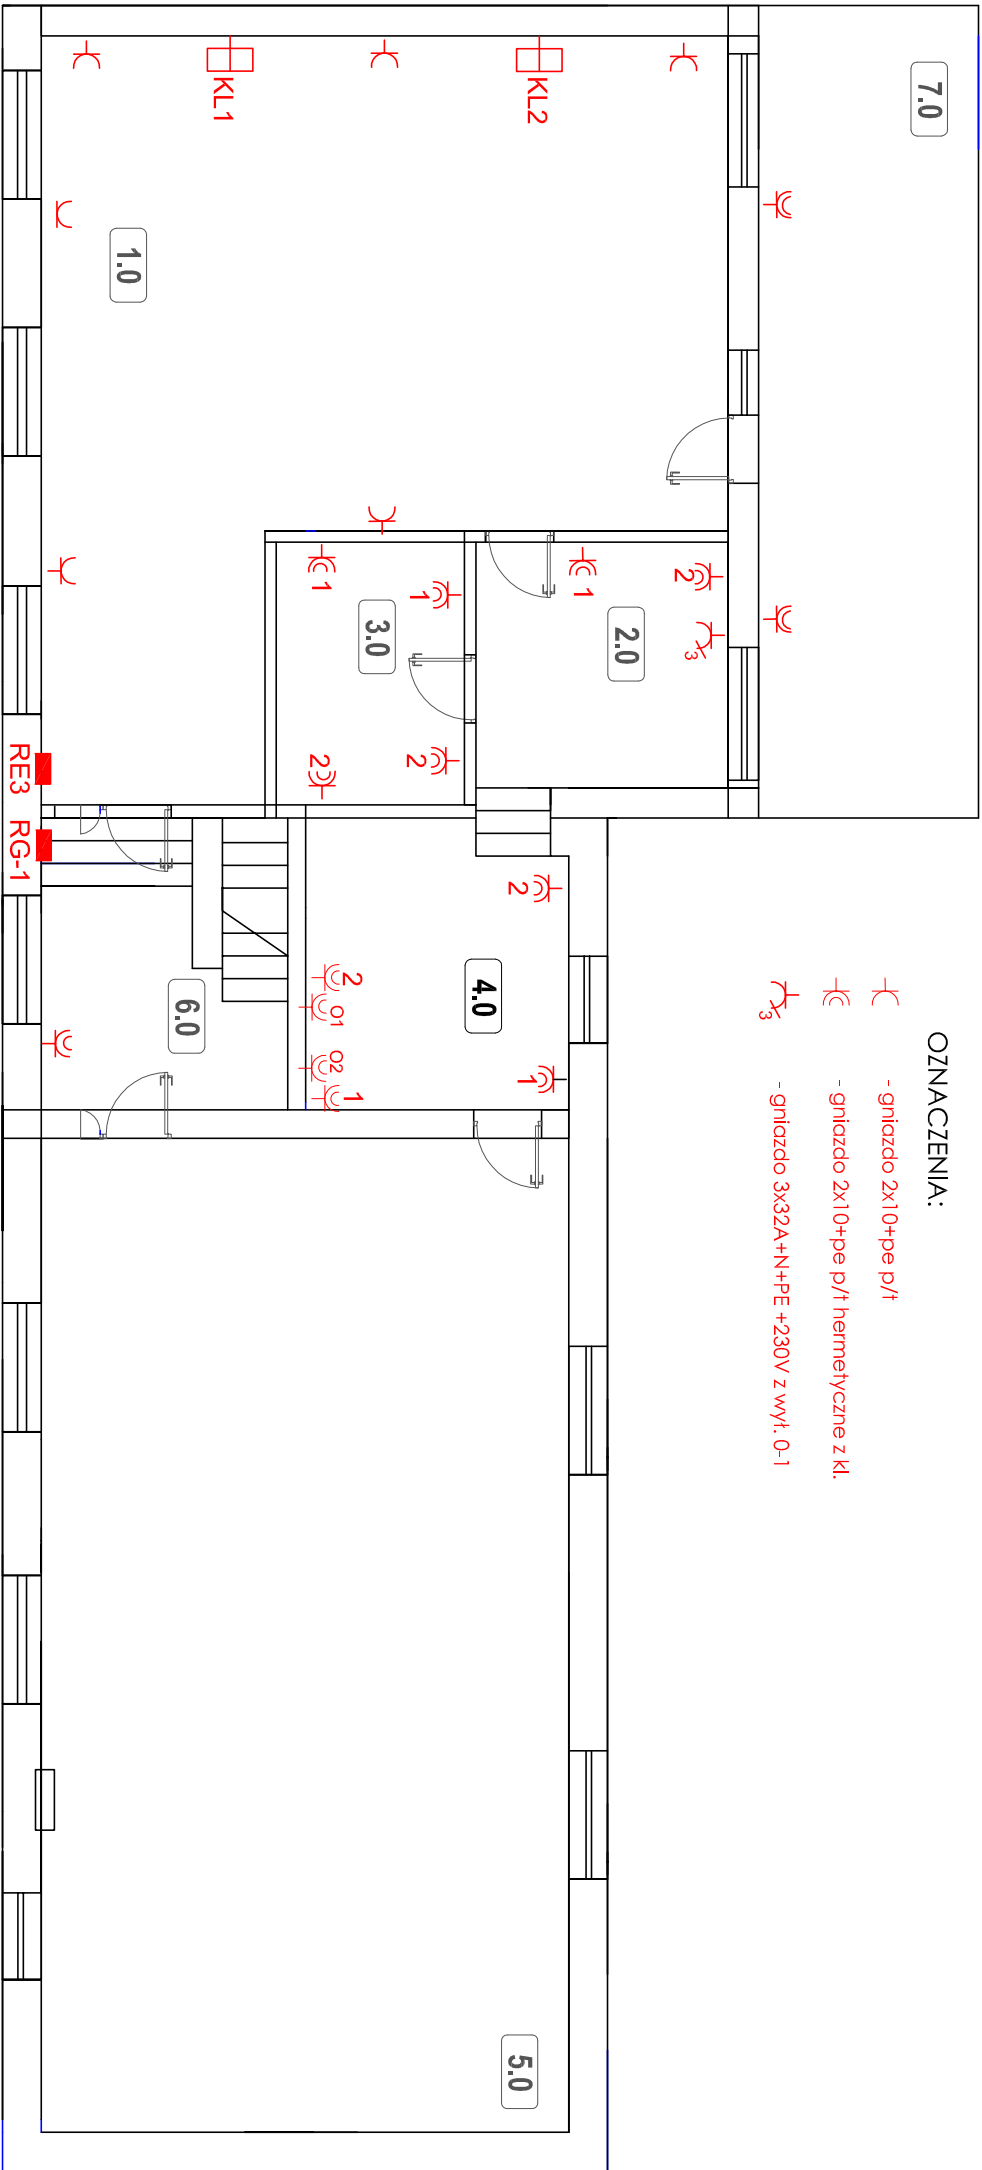 7.0
OZNACZENIA:
- gniazdo 2x10+pe p/t
- gniazdo 2x10+pe p/t hermetyczne z kl.
3 - gniazdo 3x32A+N+PE +230V z wył. 0-1
2
3
2.0
1
KL2
2
1
5.0
4.0
1
2
3.0
2
1
O1
O2
1
2
KL1
6.0
1.0
RE3
RG-1